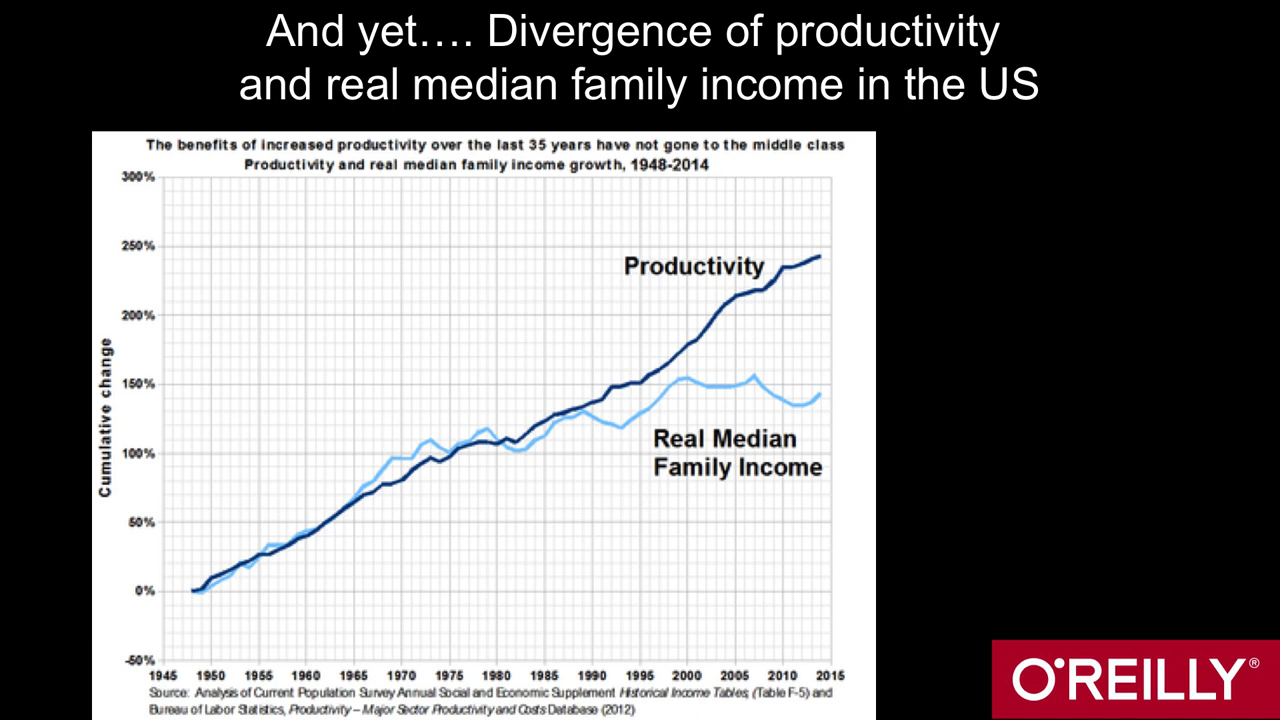 And yet…. Divergence of productivity
and real median family income in the US
The benefits of increased productivity over the last 35 years have not gone to the middle class
Productivity and real median family income growth, 1948-2014
300%
250%
200%
150%
100%
50%
0%
-50%
Cumulative change
Productivity
Real Median
Family Income
1945 1950 1955 1960 1965 1970 1975 1980 1985 1990 1995 2000 2005 2010 2015
Source: Analysis of Current Population Survey Annual Social and Economic Supplement Historical Income Tables, (Table F-5) and
Bureau of Labor Statistics, Productivity – Major Sector Productivity and Costs Database (2012)
O'REILLY®